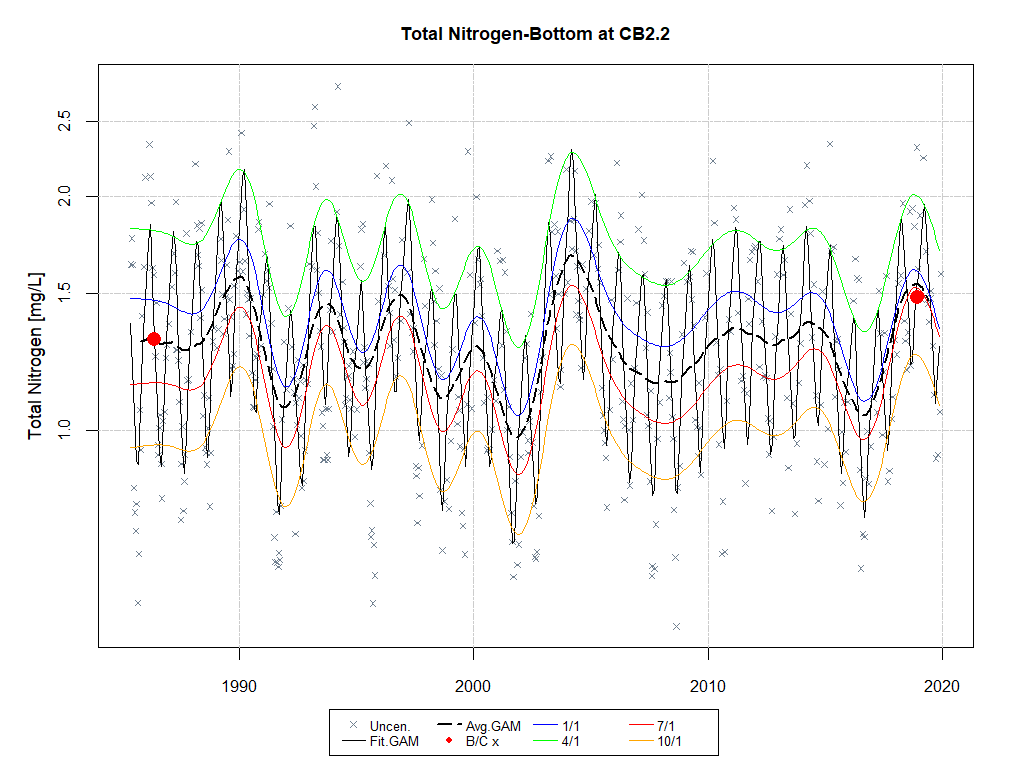 Total Nitrogen-Bottom at CB2.2
Total Nitrogen [mg/L]
2.5
2.0
1.5
1.0
1990 2000 2010 2020
Uncen. Avg.GAM 1/1 7/1
Fit.GAM B/C x 4/1 10/1